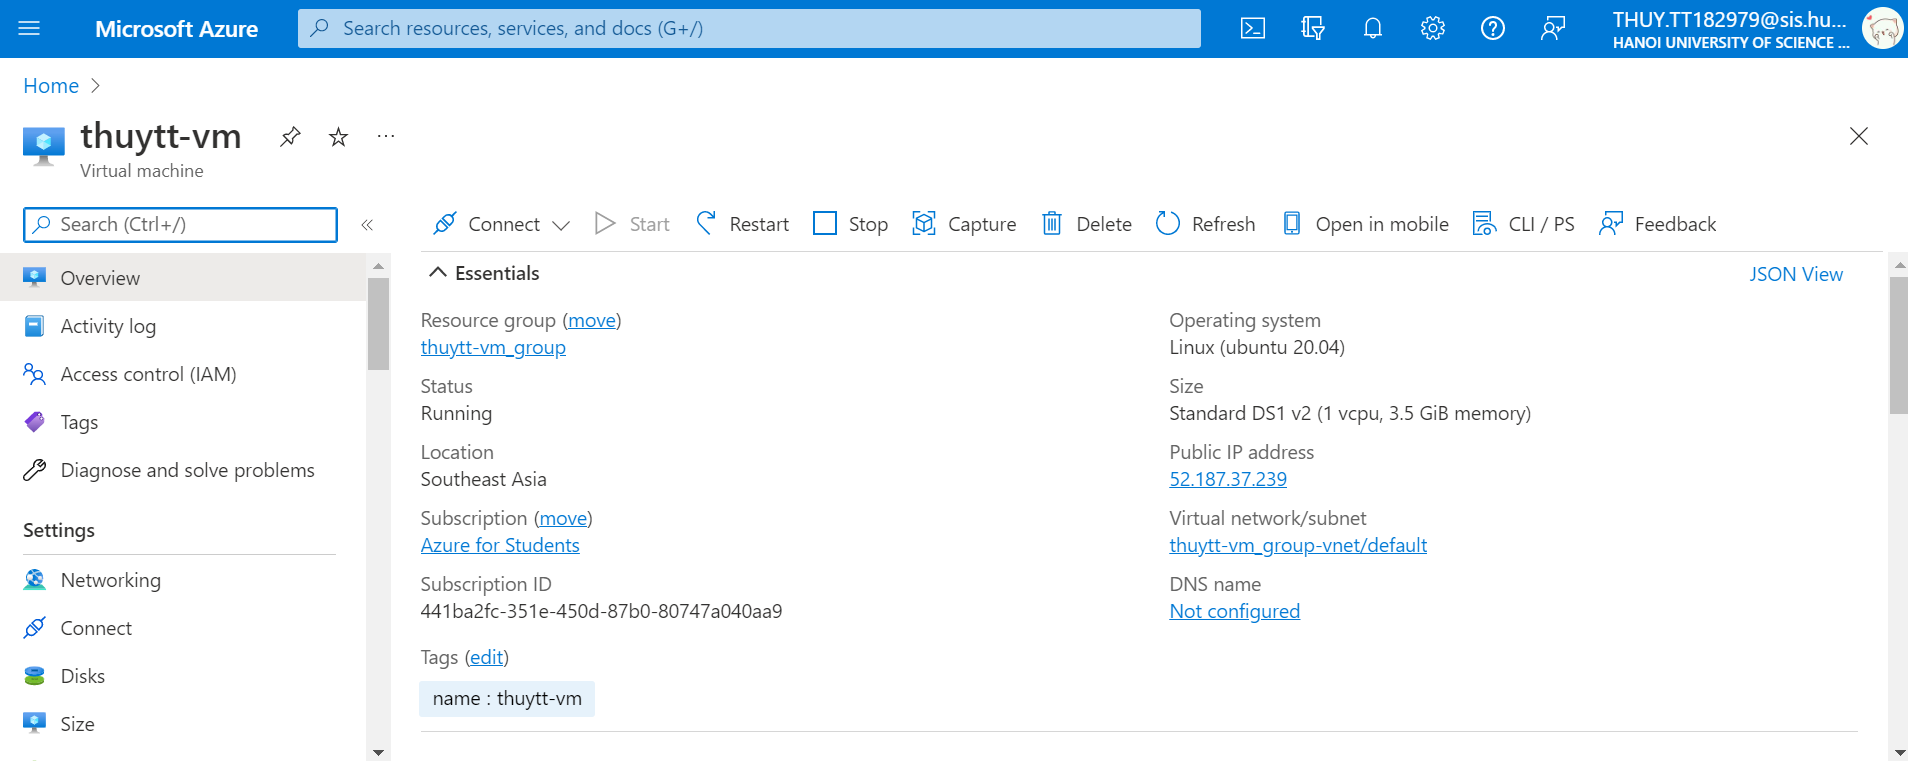 Microsoft Azure
Search resources, services, and docs (G+/)
THUY.TT182979@sis.hu...
HANOI UNIVERSITY OF SCIENCE ...
Home
thuytt-vm
Virtual machine
Search (Ctrl+/)
Connect
Start
Restart
Stop
Capture
Delete
Refresh
Open in mobile
CLI / PS
Feedback
Overview
Activity log
Access control (IAM)
Tags
Diagnose and solve problems
Settings
Networking
Connect
Disks
Size
Essentials
JSON View
Resource group (move)
thuytt-vm_group
Status
Running
Location
Southeast Asia
Subscription (move)
Azure for Students
Subscription ID
441ba2fc-351e-450d-87b0-80747a040aa9
Operating system
Linux (ubuntu 20.04)
Size
Standard DS1 v2 (1 vcpu, 3.5 GiB memory)
Public IP address
52.187.37.239
Virtual network/subnet
thuytt-vm_group-vnet/default
DNS name
Not configured
Tags (edit)
name : thuytt-vm